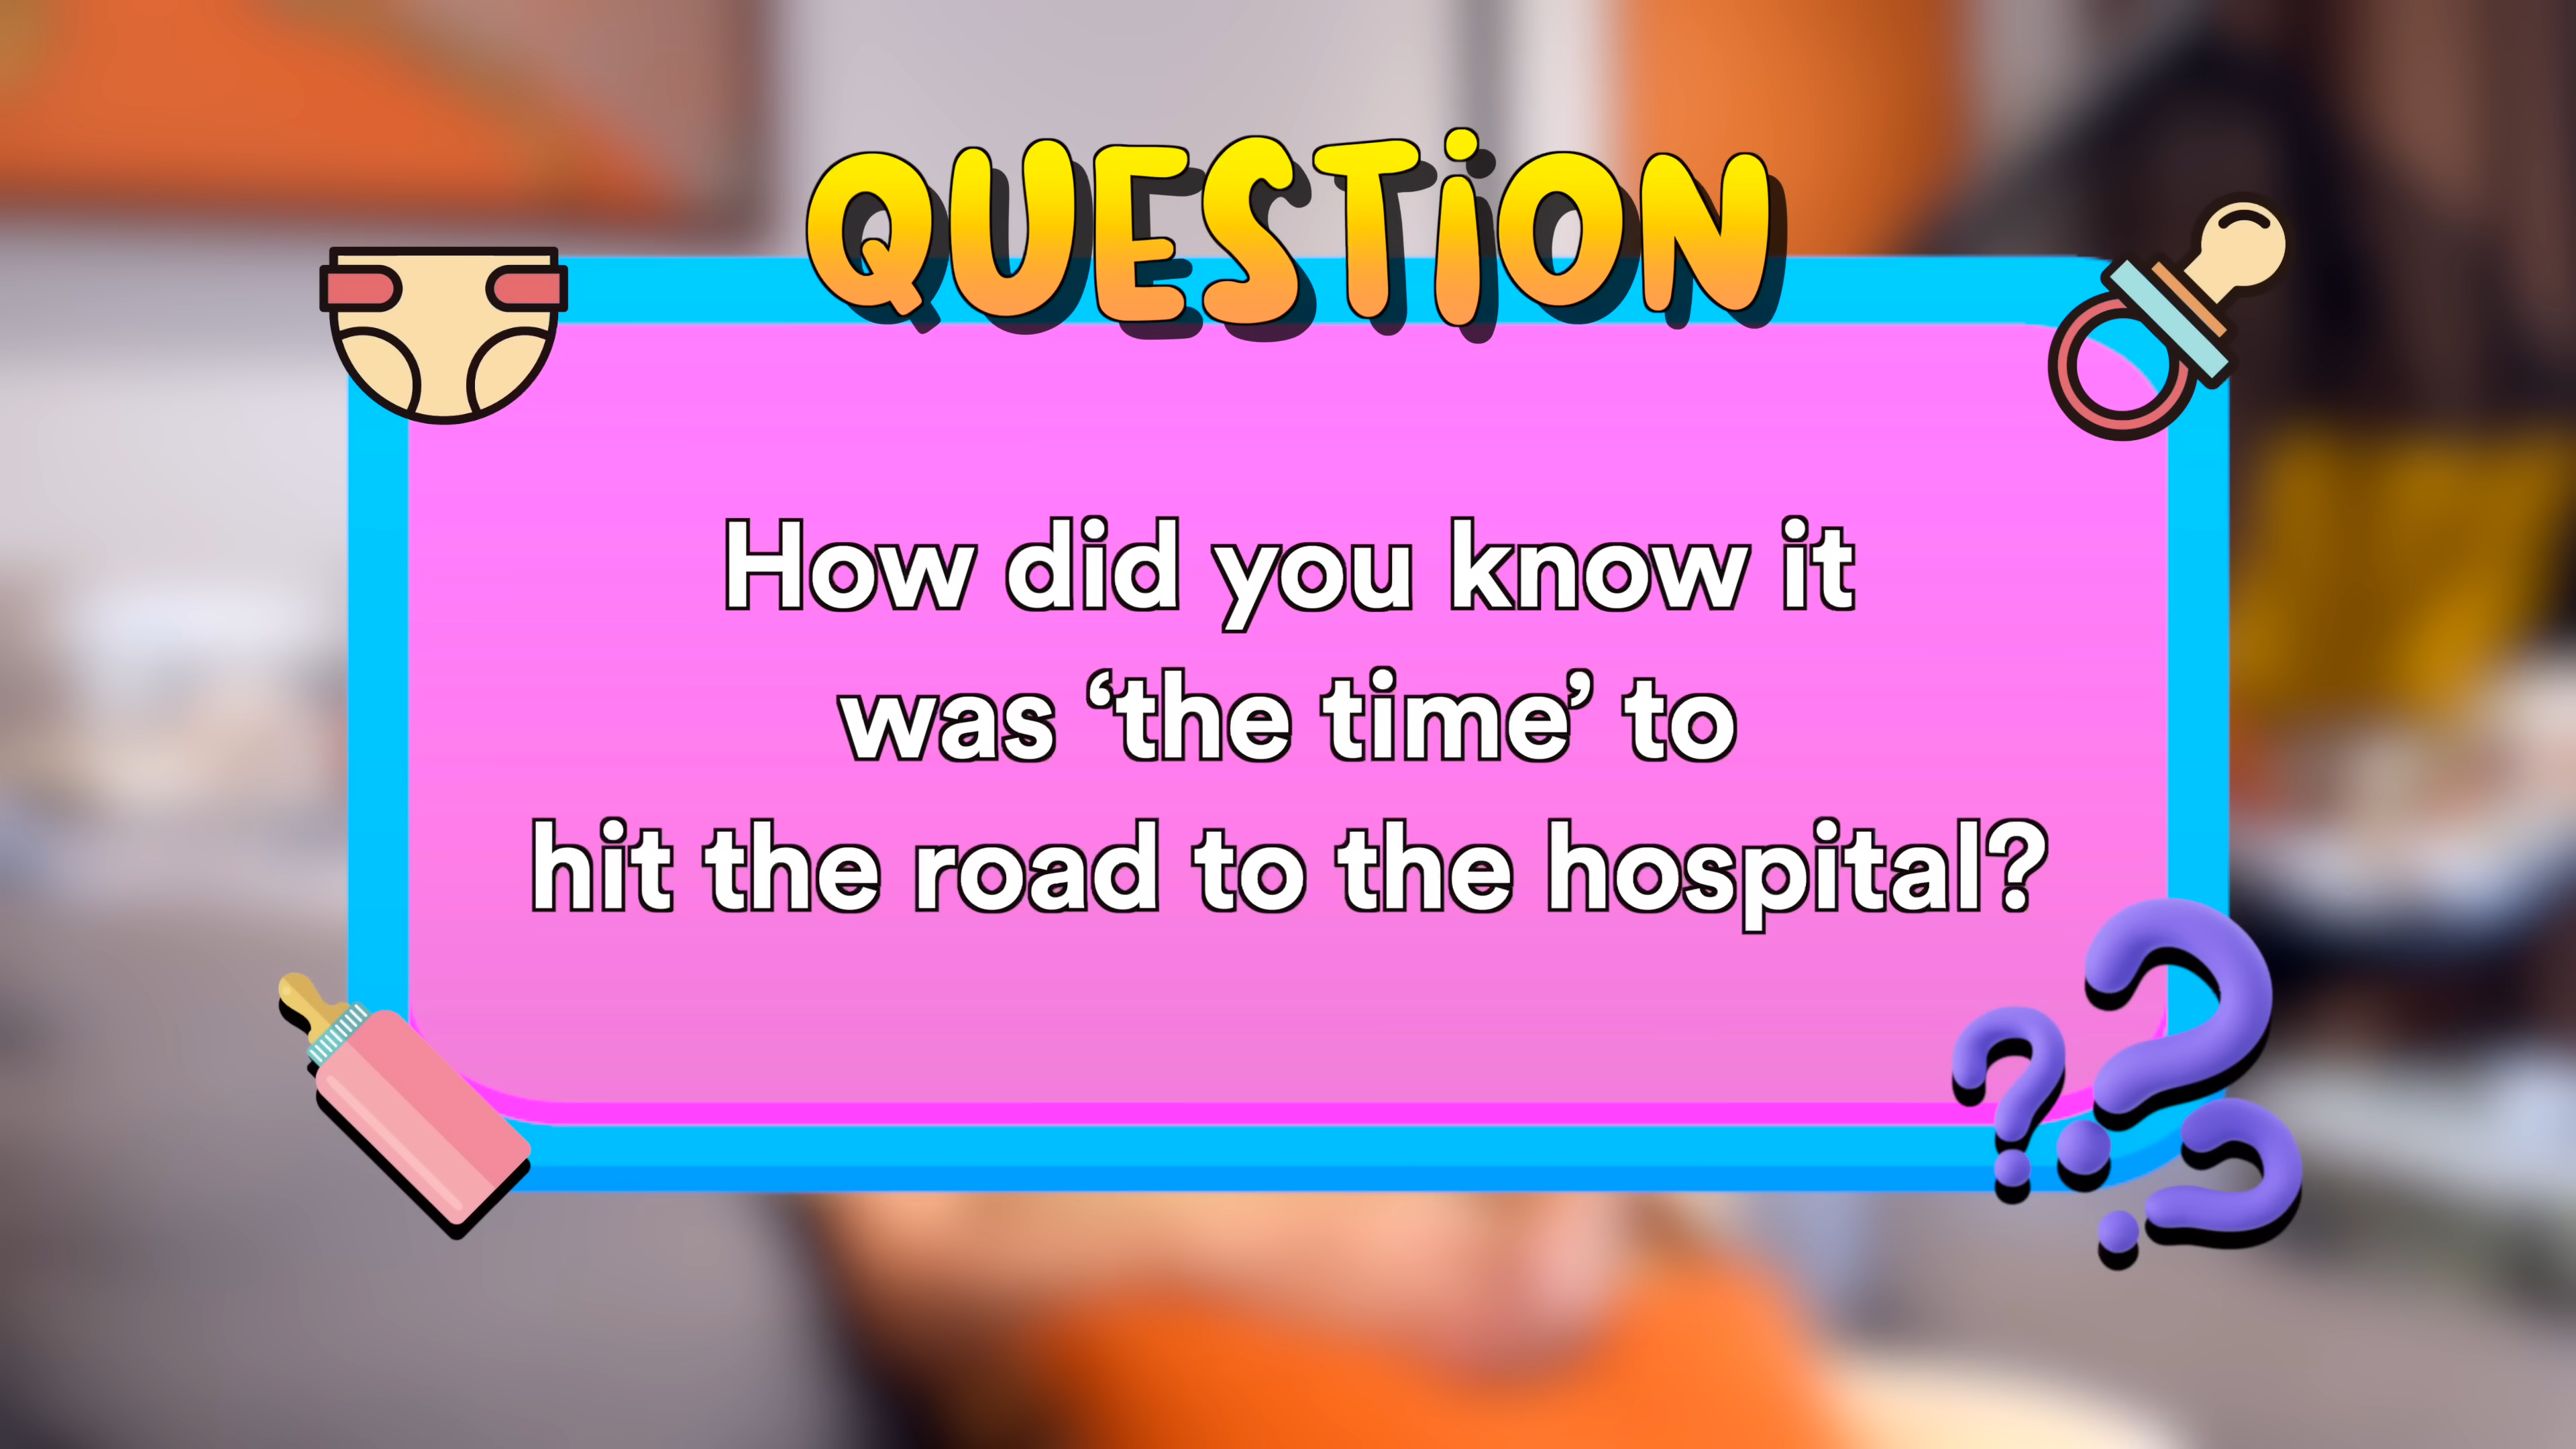 QUESTiON
How did you know it
was ‘the time’ to
hit the road to the hospital?